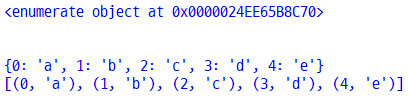 <enumerate object at 0x0000024EE65B8C70>
{0: 'a', 1: 'b', 2: 'c', 3: 'd', 4: 'e'}
[(0, 'a'), (1, 'b'), (2, 'c'), (3, 'd'), (4, 'e')]